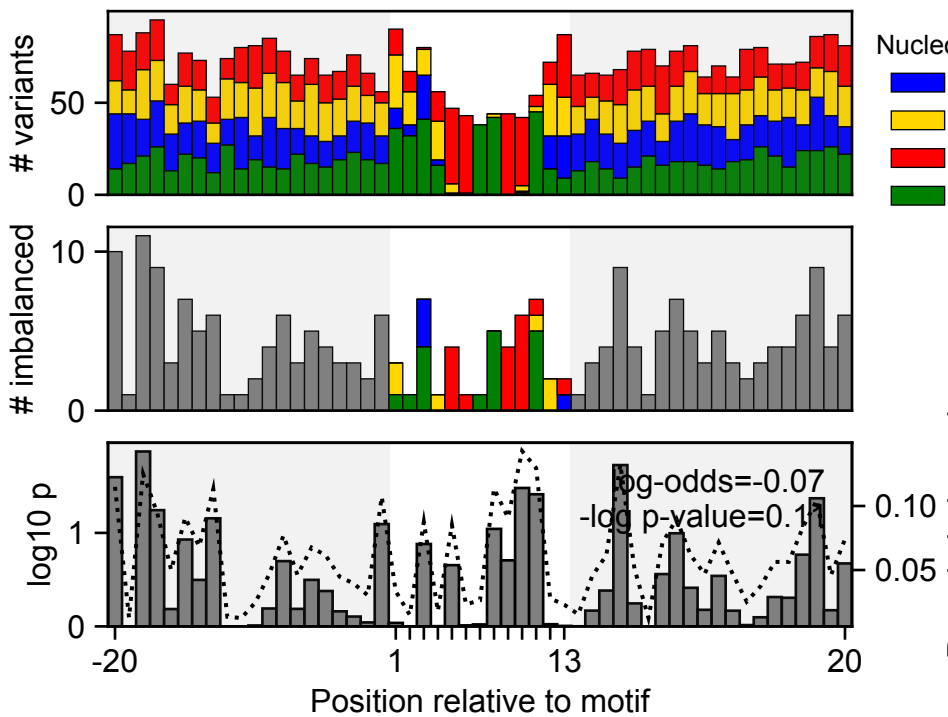 # variants
50
0
Nucle
# imbalanced
10
0
log10 p
1
0
log-odds=-0.07
-log p-value=0.11
0.10
0.05
-20
1
13
20
Position relative to motif